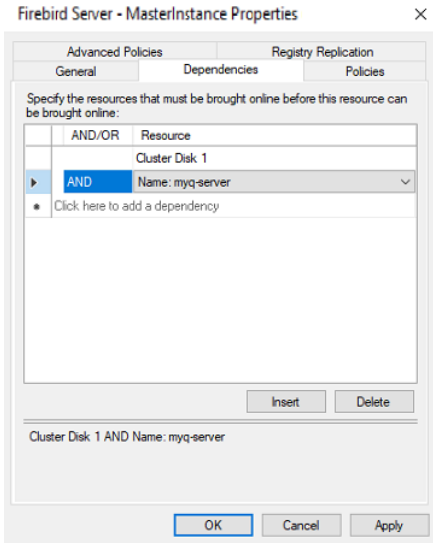 Firebird Server - MasterInstance Properties
Advanced Policies Registry Replication
General Dependencies Policies
Specify the resources that must be brought online before this resource can
be brought online:
AND/OR Resource
Cluster Disk 1
AND Name: myq-server
Click here to add a dependency
Insert Delete
Cluster Disk 1 AND Name: myq-server
OK Cancel Apply